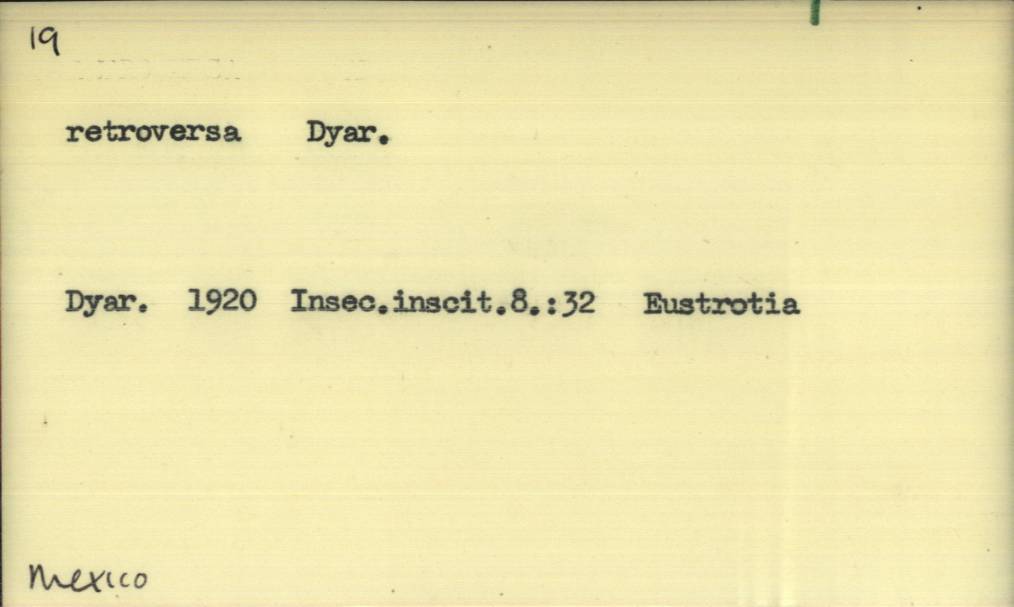 19
retroversa Dyar.
Dyar. 1920 Insec.inscit.8.:32 Eustrotia
Mexico